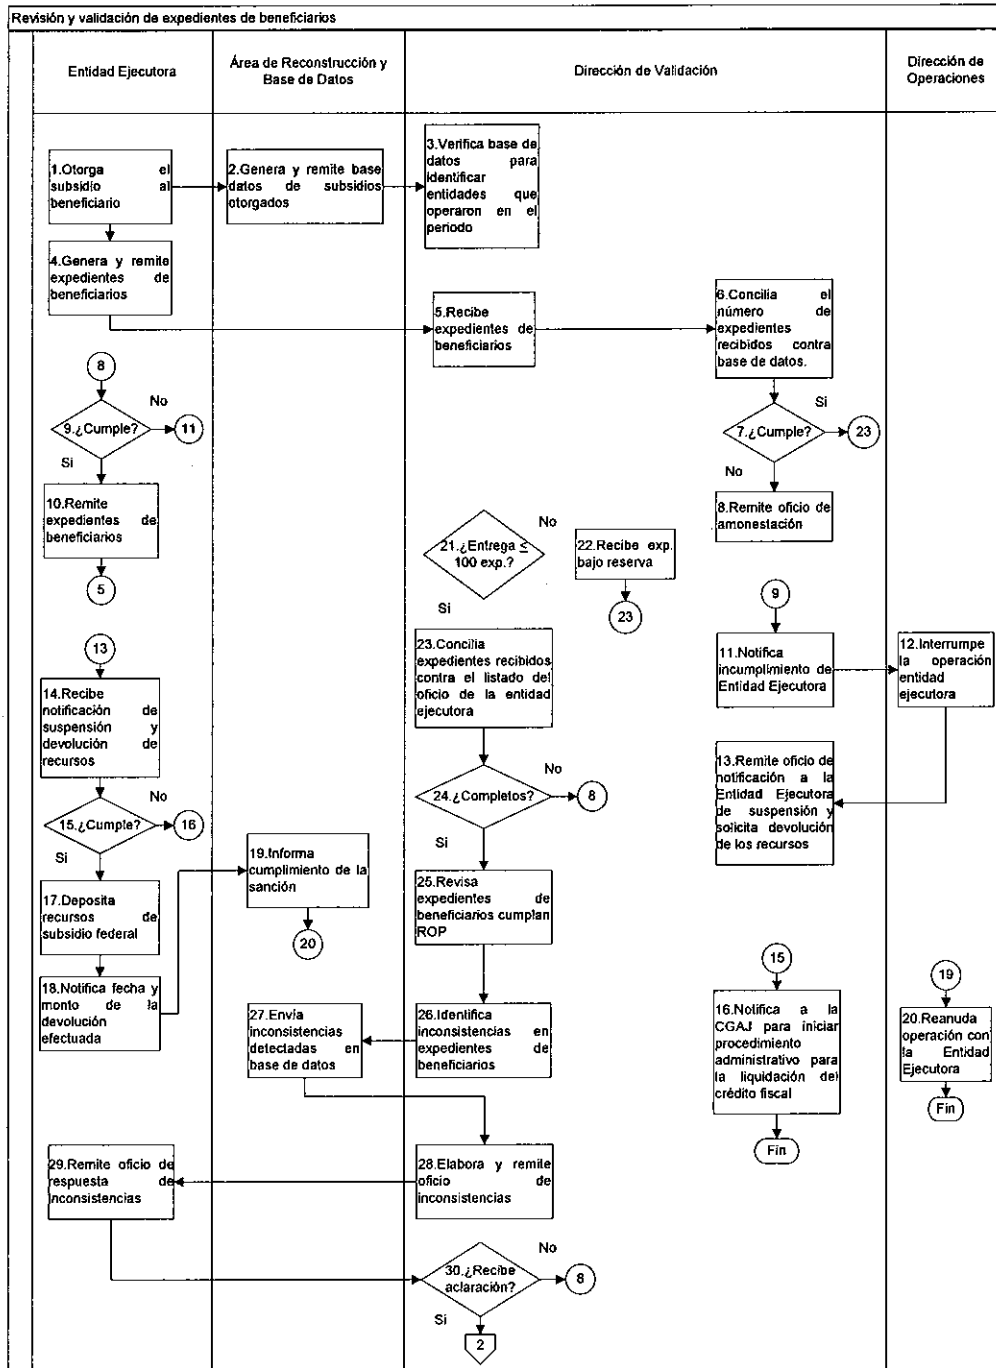 Revisión y validación de expedientes de beneficiarios
Entidad Ejecutora
Área de Reconstrucción y
Base de Datos
Dirección de Validación
Dirección de
Operaciones
1.Otorga el
subsidio al
beneficiario
2.Genera y remite base
datos de subsidios
otorgados
3.Verifica base de
datos para
identificar
entidades que
operaron en el
periodo
4.Genera y remite
expedientes de
beneficiarios
5.Recibe
expedientes de
beneficiarios
6.Concilia el
número de
expedientes
recibidos contra
base de datos.
8
9.¿Cumple?
No
11
Si
10.Remite
expedientes de
beneficiarios
5
Si
7.¿Cumple?
23
No
8.Remite oficio de
amonestación
21.¿Entrega ≤
100 exp.?
No
22.Recibe exp.
bajo reserva
23
Si
9
11.Notifica
incumplimiento de
Entidad Ejecutora
12.Interrumpe
la operación
entidad
ejecutora
13
14.Recibe
notificación de
suspensión y
devolución de
recursos
23.Concilia
expedientes recibidos
contra el listado del
oficio de la entidad
ejecutora
13.Remite oficio de
notificación a la
Entidad Ejecutora
de suspensión y
solicita devolución
de los recursos
15.¿Cumple?
No
16
Si
24.¿Completos?
No
8
Si
17.Deposita
recursos de
subsidio federal
19.Informa
cumplimiento de la
sanción
20
25.Revisa
expedientes de
beneficiarios cumplan
ROP
18.Notifica fecha y
monto de la
devolución
efectuada
27.Envía
inconsistencias
detectadas en
base de datos
26.Identifica
inconsistencias en
expedientes de
beneficiarios
15
16.Notifica a la
CGAJ para iniciar
procedimiento
administrativo para
la liquidación del
crédito fiscal
Fin
19
20.Reanuda
operación con
la Entidad
Ejecutora
Fin
29.Remite oficio de
respuesta de
inconsistencias
28.Elabora y remite
oficio de
inconsistencias
30.¿Recibe
aclaración?
No
8
Si
2